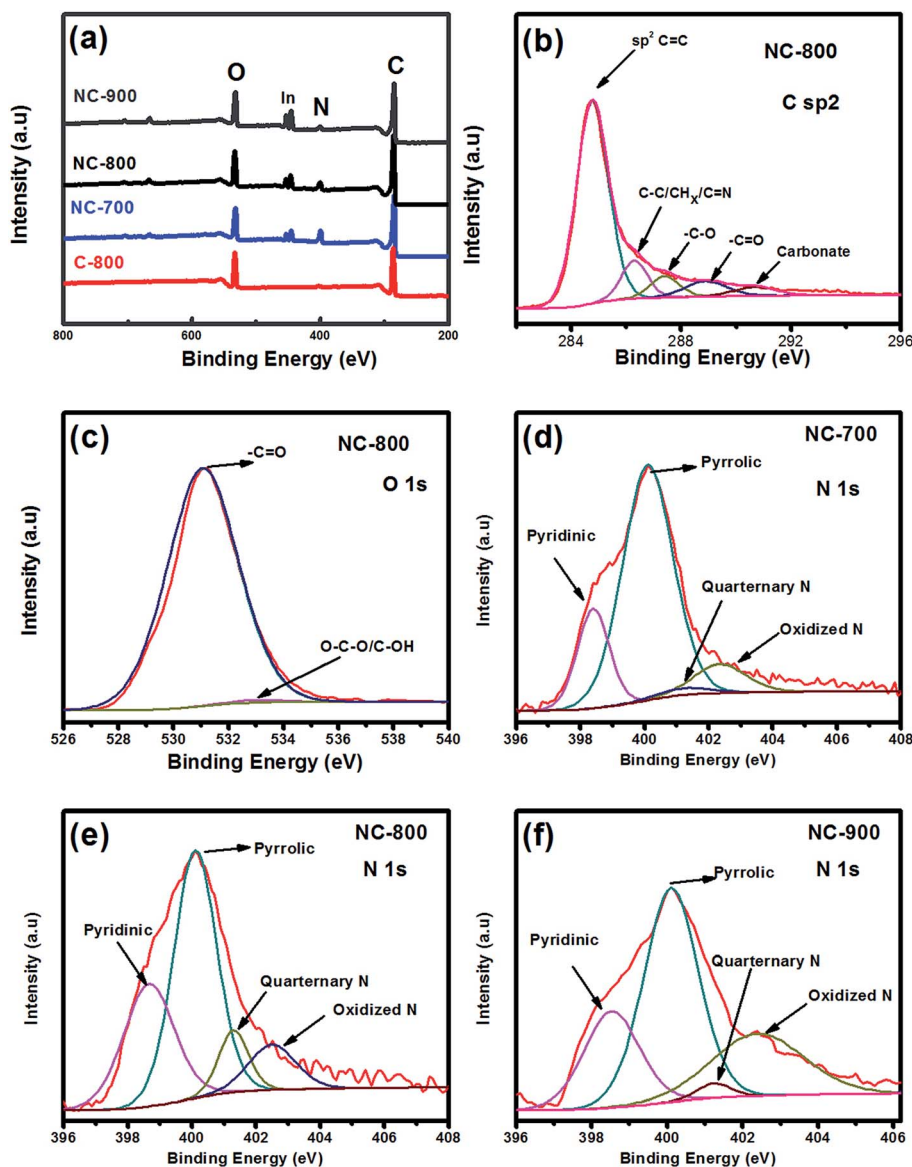 (a)
NC-900
NC-800
NC-700
C-800
O
In
N
C
Intensity (a.u)
800 600 400 200
Binding Energy (eV)
(b)
sp² C=C
NC-800
C sp2
C-C/CHX/C=N
-C-O
-C=O
Carbonate
Intensity (a.u)
284 288 292 296
Binding Energy (eV)
(c)
NC-800
O 1s
-C=O
O-C-O/C-OH
Intensity (a.u)
526 528 530 532 534 536 538 540
Binding Energy (eV)
(d)
NC-700
N 1s
Pyrrolic
Pyridinic
Quarternary N
Oxidized N
Intensity (a.u)
396 398 400 402 404 406 408
Binding Energy (eV)
(e)
NC-800
N 1s
Pyrrolic
Pyridinic
Quarternary N
Oxidized N
Intensity (a.u)
396 398 400 402 404 406 408
Binding Energy (eV)
(f)
NC-900
N 1s
Pyrrolic
Pyridinic
Quarternary N
Oxidized N
Intensity (a.u)
396 398 400 402 404 406
Binding Energy (eV)